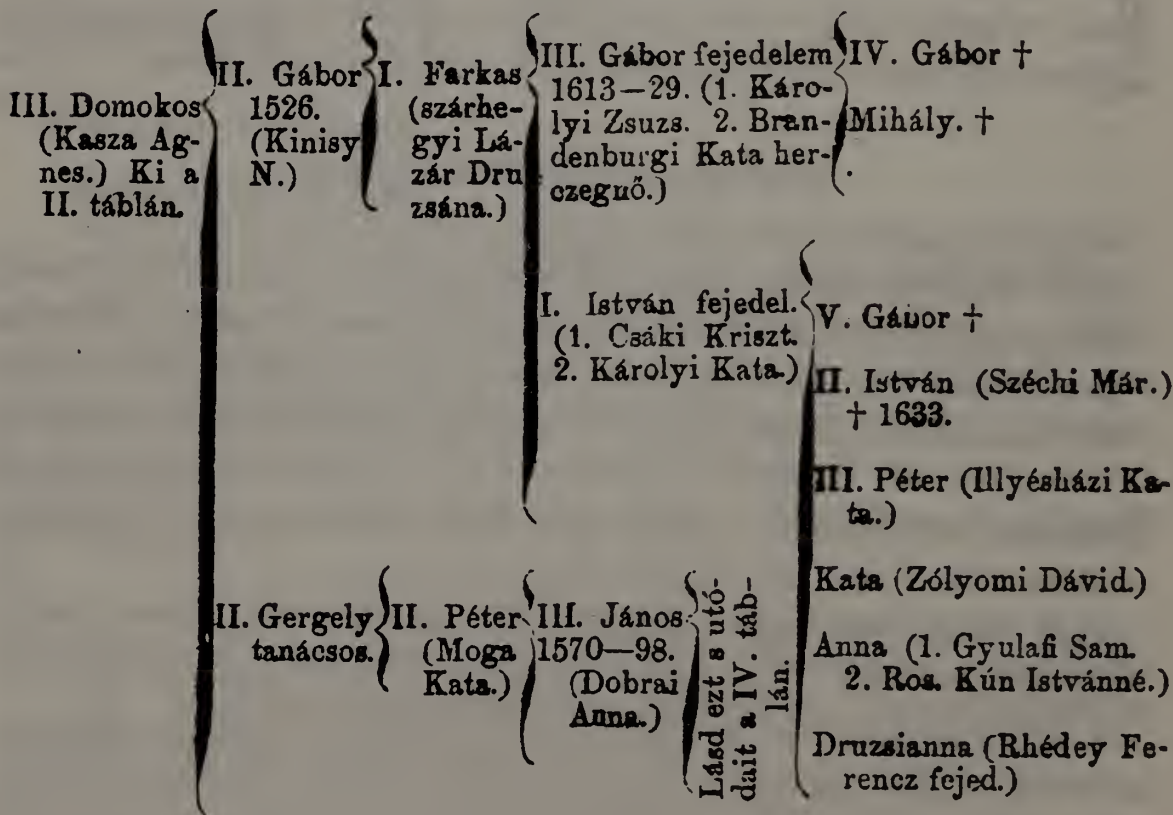 III. Domokos
(Kasza Ag-
nes.) Ki a
II. táblán.
II. Gábor
1526.
(Kinisy
N.)
I. Farkas
(szárhe-
gyi Lá-
zár Dru
zsána.)
III. Gábor fejedelem
1613—29. (1. Káro-
lyi Zsuzs. 2. Bran-
denburgi Kata her-
czegnő.)
IV. Gábor †
Mihály. †
I. István fejedel.
(1. Csáki Kriszt.
2. Károlyi Kata.)
V. Gábor †
II. István (Széchi Már.)
† 1633.
III. Péter (Illyésházi Ka-
ta.)
Kata (Zólyomi Dávid.)
Anna (1. Gyulafi Sam.
2. Ros. Kún Istvánné.)
Druzsianna (Rhédey Fe-
rencz fejed.)
II. Gergely
tanácsos.
II. Péter
(Moga
Kata.)
III. János
1570—98.
(Dobrai
Anna.)
Lásd ezt s utó-
dait a IV. táb-
lán.